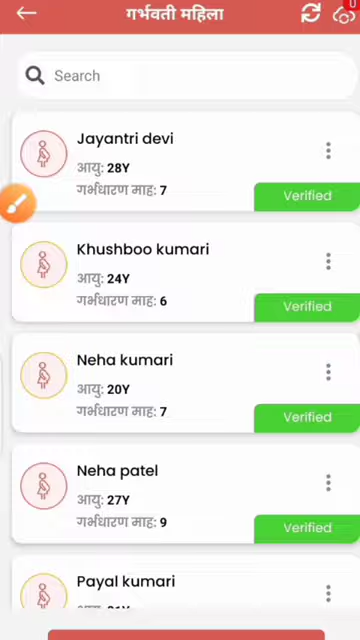 गर्भवती महिला
0
Search
Jayantri devi
आयु: 28Y
गर्भधारण माह: 7
Verified
Khushboo kumari
आयु: 24Y
गर्भधारण माह: 6
Verified
Neha kumari
आयु: 20Y
गर्भधारण माह: 7
Verified
Neha patel
आयु: 27Y
गर्भधारण माह: 9
Verified
Payal kumari